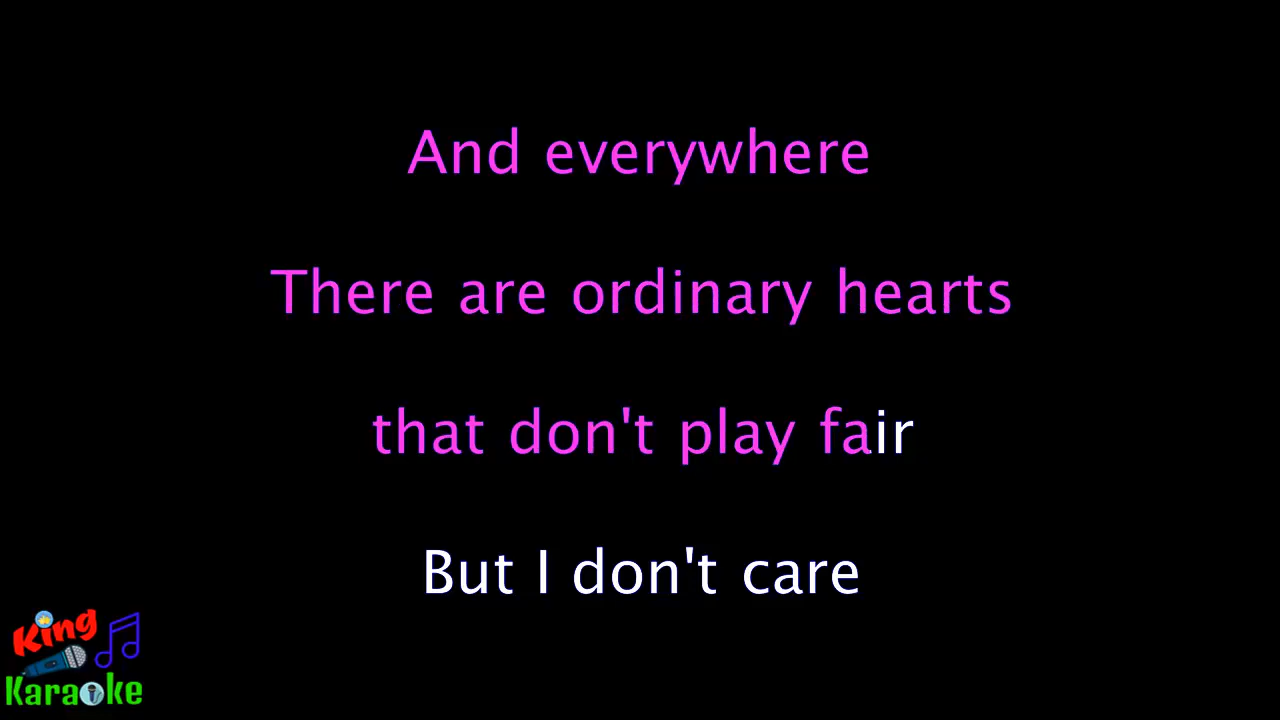 And everywhere
There are ordinary hearts
that don't play fair
But I don't care
King
Karaoke